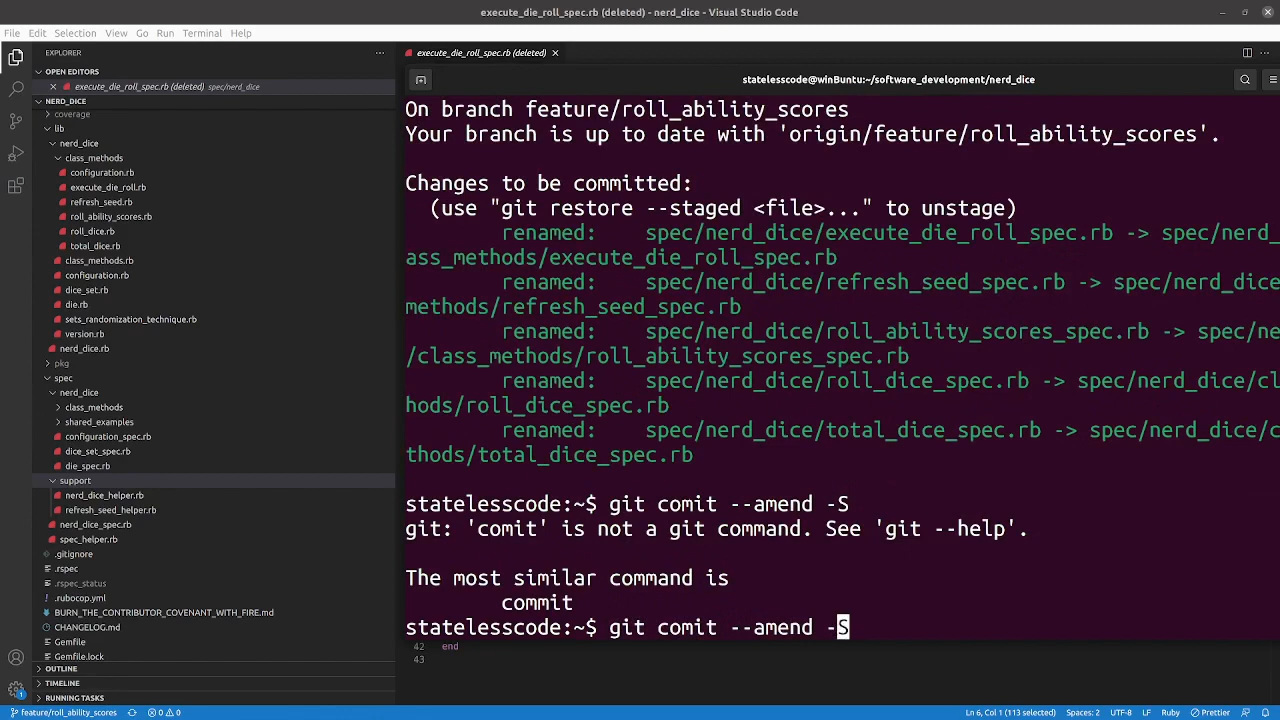 execute_die_roll_spec.rb (deleted) - nerd_dice - Visual Studio Code
File Edit Selection View Go Run Terminal Help
EXPLORER
OPEN EDITORS
execute_die_roll_spec.rb (deleted) spec/nerd_dice
NERD_DICE
coverage
lib
nerd_dice
class_methods
configuration.rb
execute_die_roll.rb
refresh_seed.rb
roll_ability_scores.rb
roll_dice.rb
total_dice.rb
class_methods.rb
configuration.rb
dice_set.rb
die.rb
sets_randomization_technique.rb
version.rb
nerd_dice.rb
pkg
spec
nerd_dice
class_methods
shared_examples
configuration_spec.rb
dice_set_spec.rb
die_spec.rb
support
nerd_dice_helper.rb
refresh_seed_helper.rb
nerd_dice_spec.rb
spec_helper.rb
.gitignore
.rspec
.rspec_status
.rubocop.yml
BURN_THE_CONTRIBUTOR_COVENANT_WITH_FIRE.md
CHANGELOG.md
Gemfile
Gemfile.lock
OUTLINE
TIMELINE
RUNNING TASKS
execute_die_roll_spec.rb (deleted)
statelesscode@winBuntu:~/software_development/nerd_dice
On branch feature/roll_ability_scores
Your branch is up to date with 'origin/feature/roll_ability_scores'.
Changes to be committed:
(use "git restore --staged <file>..." to unstage)
renamed: spec/nerd_dice/execute_die_roll_spec.rb -> spec/nerd_
ass_methods/execute_die_roll_spec.rb
renamed: spec/nerd_dice/refresh_seed_spec.rb -> spec/nerd_dice
methods/refresh_seed_spec.rb
renamed: spec/nerd_dice/roll_ability_scores_spec.rb -> spec/ne
/class_methods/roll_ability_scores_spec.rb
renamed: spec/nerd_dice/roll_dice_spec.rb -> spec/nerd_dice/cl
hods/roll_dice_spec.rb
renamed: spec/nerd_dice/total_dice_spec.rb -> spec/nerd_dice/c
thods/total_dice_spec.rb
statelesscode:~$ git comit --amend -S
git: 'comit' is not a git command. See 'git --help'.
The most similar command is
commit
statelesscode:~$ git comit --amend -S
42 end
43
feature/roll_ability_scores 0 0 Ln 6, Col 1 (113 selected) Spaces: 2 UTF-8 LF Ruby Prettier